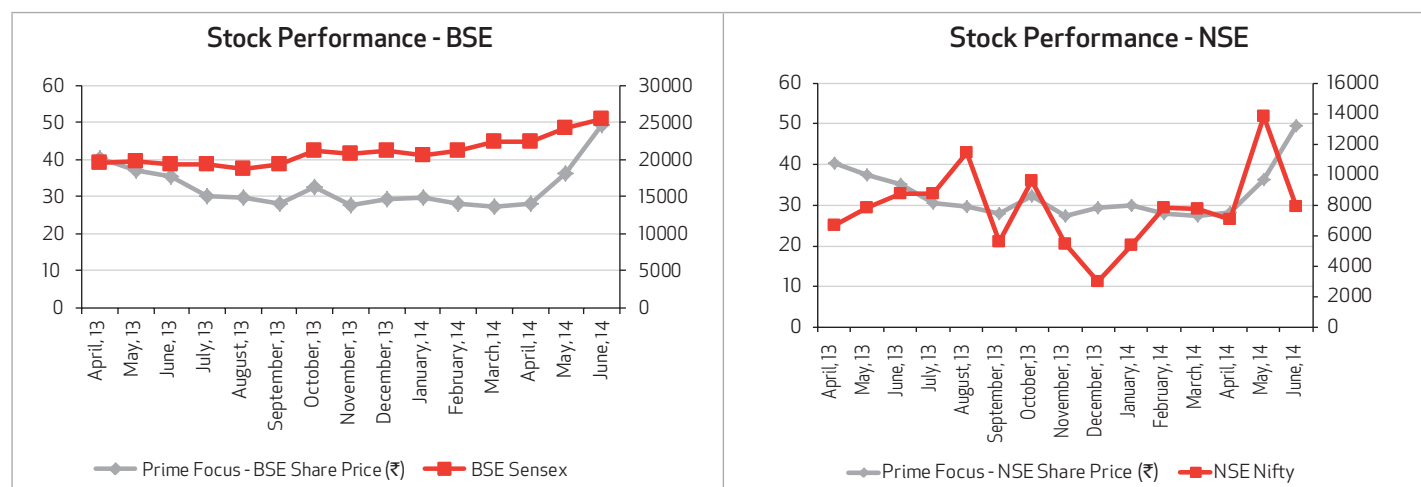 Stock Performance - BSE
60
50
40
30
20
10
0
30000
25000
20000
15000
10000
5000
0
April, 13
May, 13
June, 13
July, 13
August, 13
September, 13
October, 13
November, 13
December, 13
January, 14
February, 14
March, 14
April, 14
May, 14
June, 14
Prime Focus - BSE Share Price (₹)
BSE Sensex
Stock Performance - NSE
60
50
40
30
20
10
0
16000
14000
12000
10000
8000
6000
4000
2000
0
April, 13
May, 13
June, 13
July, 13
August, 13
September, 13
October,13
November, 13
December,13
January, 14
February, 14
March, 14
April, 14
May, 14
June, 14
Prime Focus - NSE Share Price (₹)
NSE Nifty